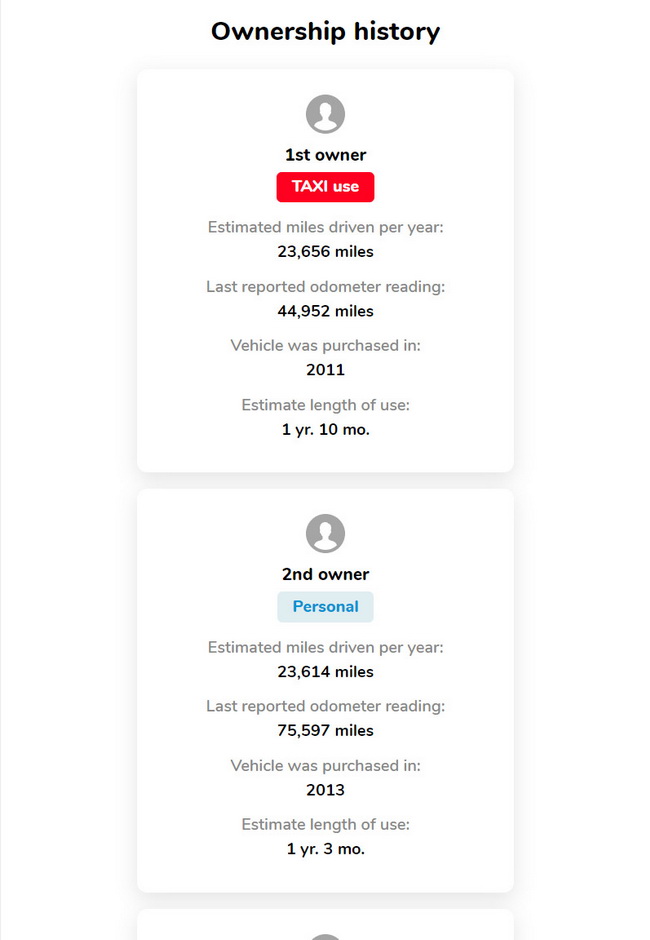 Ownership history
1st owner
TAXI use
Estimated miles driven per year:
23,656 miles
Last reported odometer reading:
44,952 miles
Vehicle was purchased in:
2011
Estimate length of use:
1 yr. 10 mo.
2nd owner
Personal
Estimated miles driven per year:
23,614 miles
Last reported odometer reading:
75,597 miles
Vehicle was purchased in:
2013
Estimate length of use:
1 yr. 3 mo.